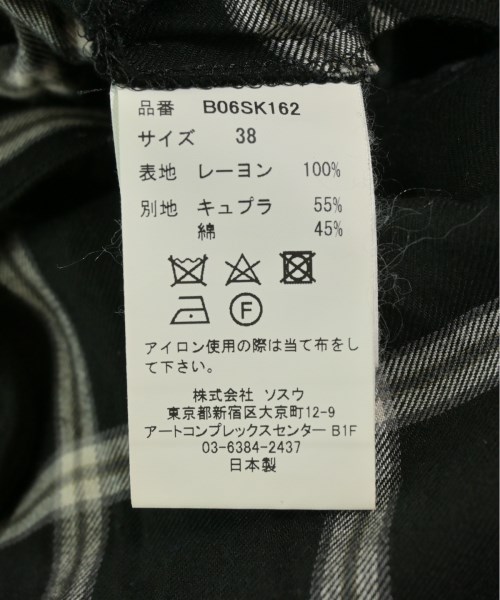 品番 B06SK162
サイズ 38
表地 レーヨン 100%
別地 キュプラ 55%
綿 45%
F
アイロン使用の際は当て布をし
て下さい。
株式会社 ソスウ
東京都新宿区大京町12-9
アートコンプレックスセンター B1F
03-6384-2437
日本製